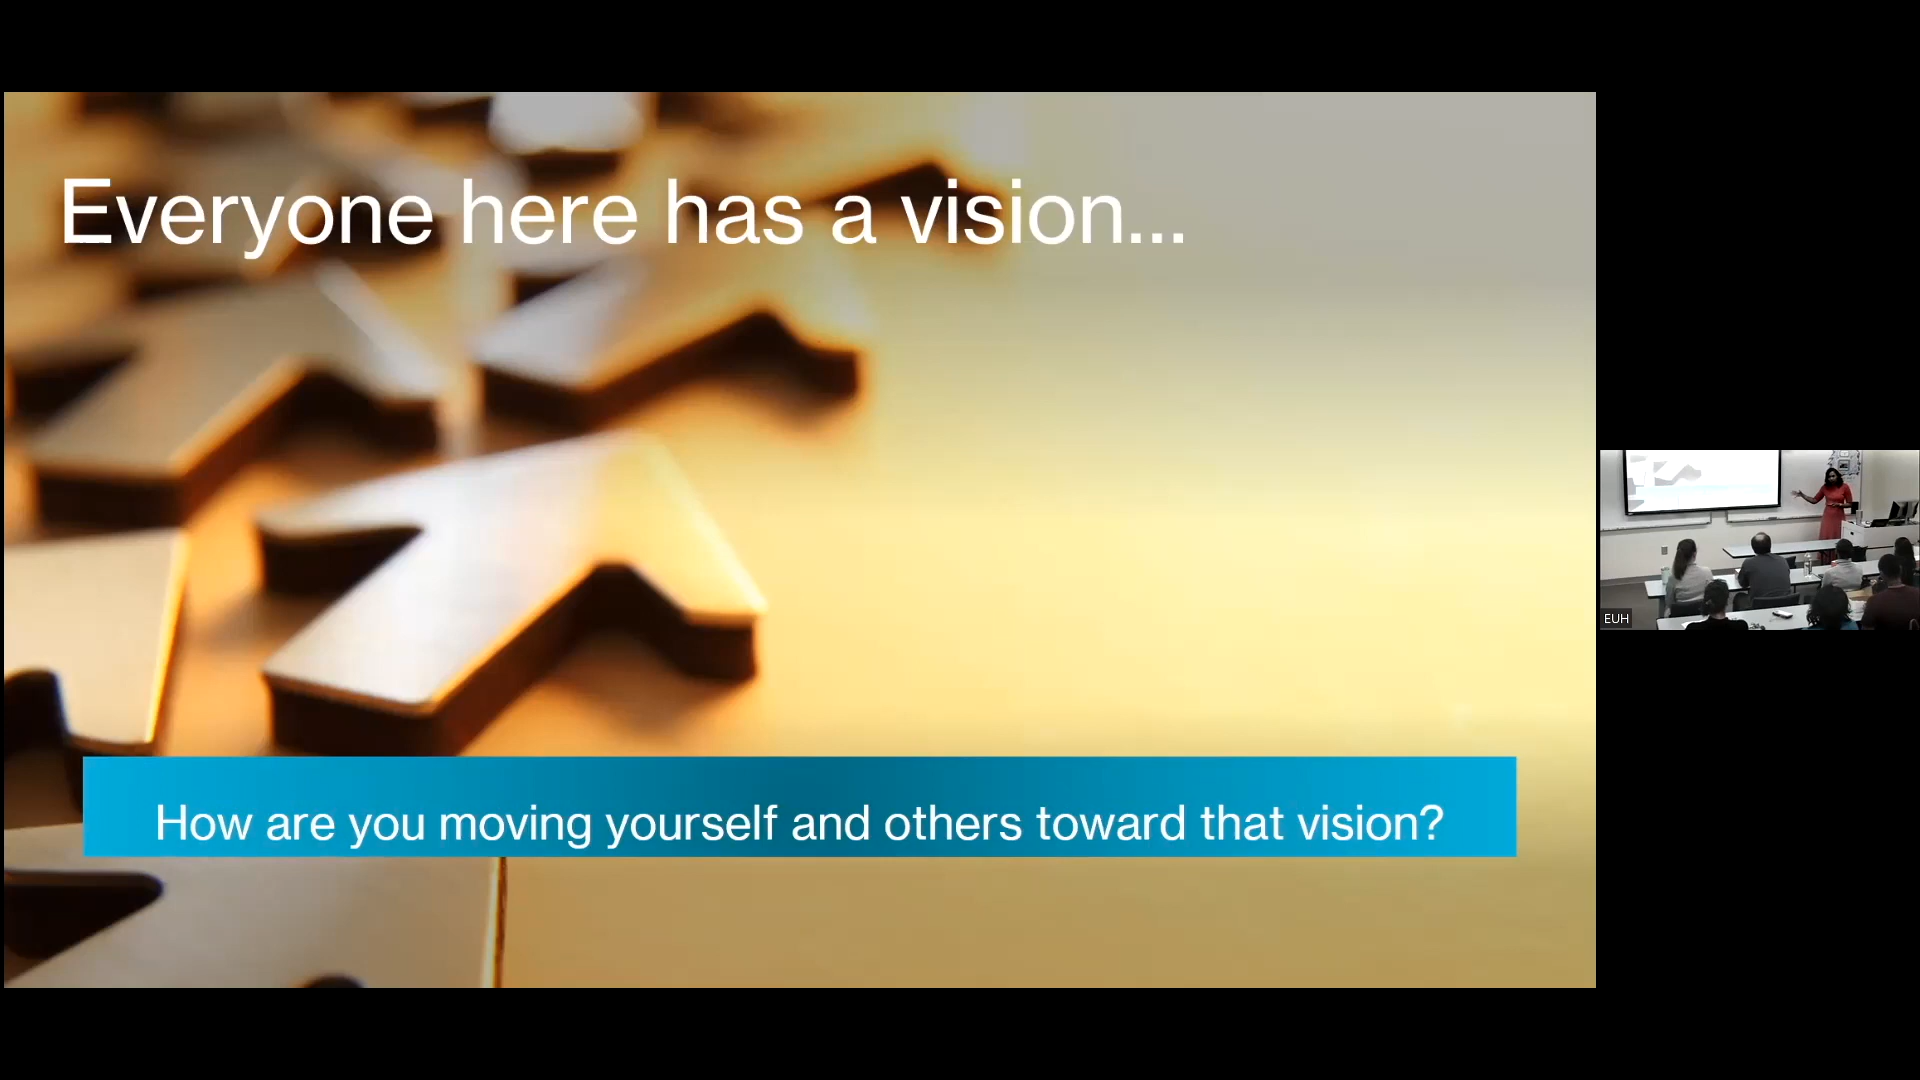 Everyone here has a vision...
How are you moving yourself and others toward that vision?
EUH